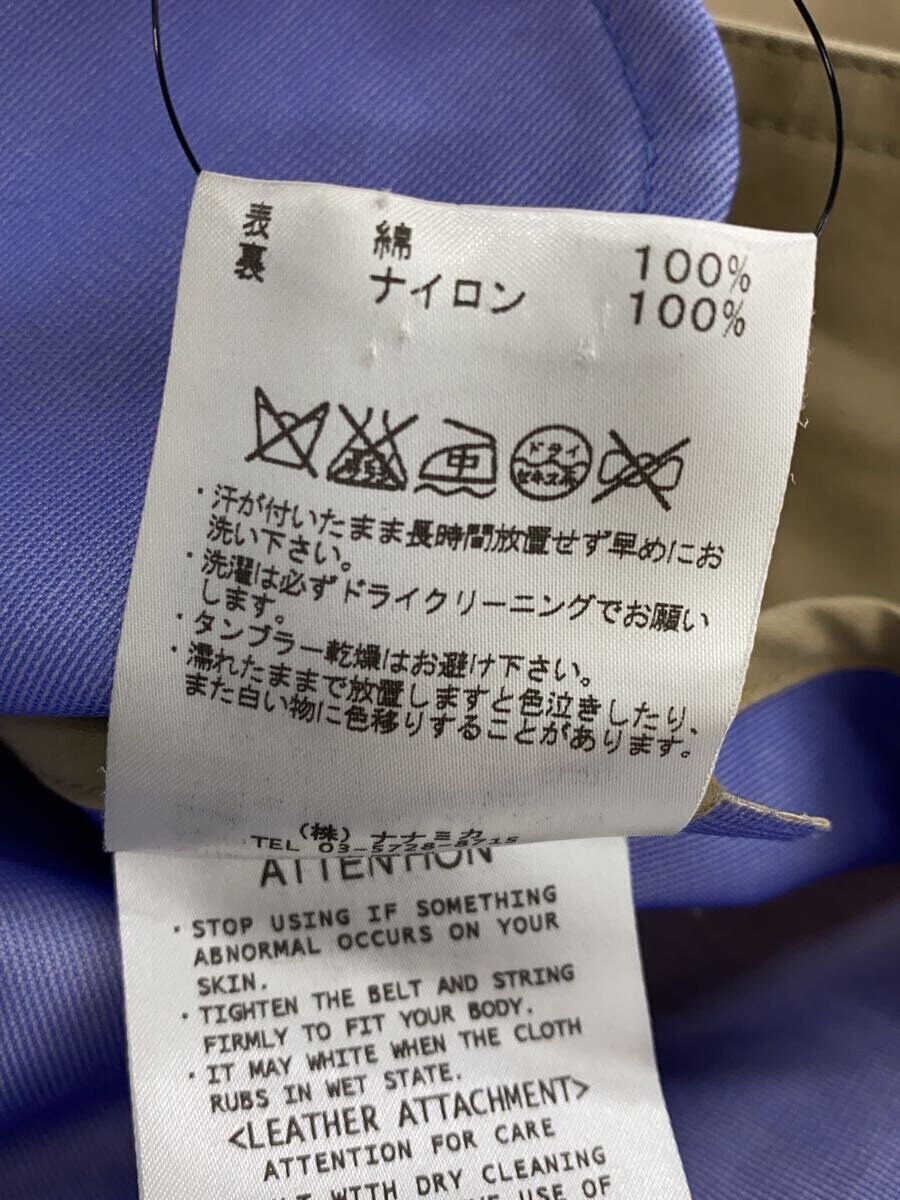 表 綿 100%
裏 ナイロン 100%
中
ドライ
セキユ系
・汗が付いたまま長時間放置せず早めにお
洗い下さい。
・洗濯は必ずドライクリーニングでお願い
します。
・タンブラー乾燥はお避け下さい。
・濡れたままで放置しますと色泣きしたり、
また白い物に色移りすることがあります。
(株) ナナミカ
TEL 03-5728-8715
ATTENTION
・STOP USING IF SOMETHING
ABNORMAL OCCURS ON YOUR
SKIN.
・TIGHTEN THE BELT AND STRING
FIRMLY TO FIT YOUR BODY.
・IT MAY WHITE WHEN THE CLOTH
RUBS IN WET STATE.
<LEATHER ATTACHMENT>
ATTENTION FOR CARE
WITH DRY CLEANING
USE OF